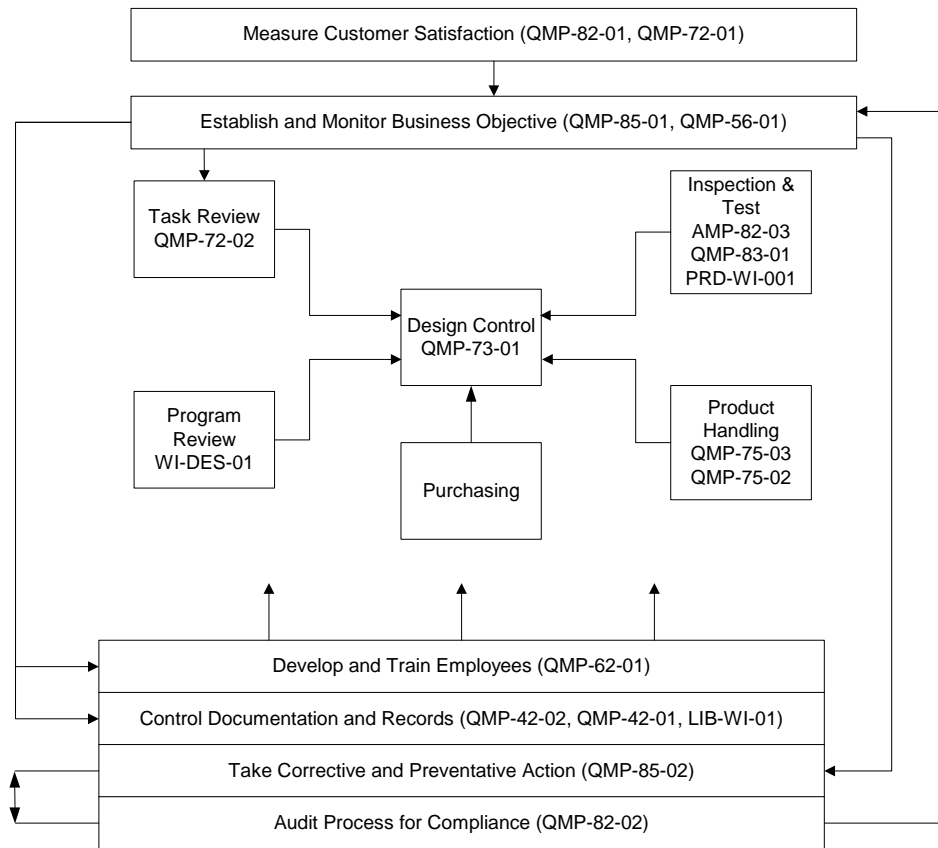 Measure Customer Satisfaction (QMP-82-01, QMP-72-01)
Establish and Monitor Business Objective (QMP-85-01, QMP-56-01)
Task Review
QMP-72-02
Inspection &
Test
AMP-82-03
QMP-83-01
PRD-WI-001
Design Control
QMP-73-01
Program
Review
WI-DES-01
Purchasing
Product
Handling
QMP-75-03
QMP-75-02
Develop and Train Employees (QMP-62-01)
Control Documentation and Records (QMP-42-02, QMP-42-01, LIB-WI-01)
Take Corrective and Preventative Action (QMP-85-02)
Audit Process for Compliance (QMP-82-02)